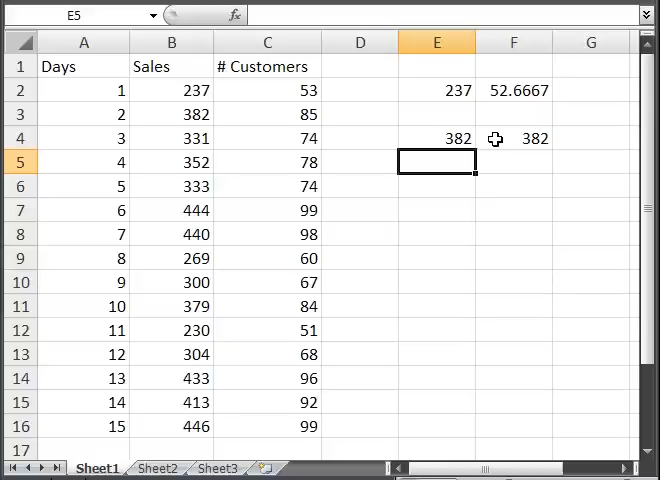 E5 fx
A B C D E F G
1 Days Sales # Customers
2 1 237 53 237 52.6667
3 2 382 85
4 3 331 74 382 382
5 4 352 78
6 5 333 74
7 6 444 99
8 7 440 98
9 8 269 60
10 9 300 67
11 10 379 84
12 11 230 51
13 12 304 68
14 13 433 96
15 14 413 92
16 15 446 99
17
Sheet1 Sheet2 Sheet3